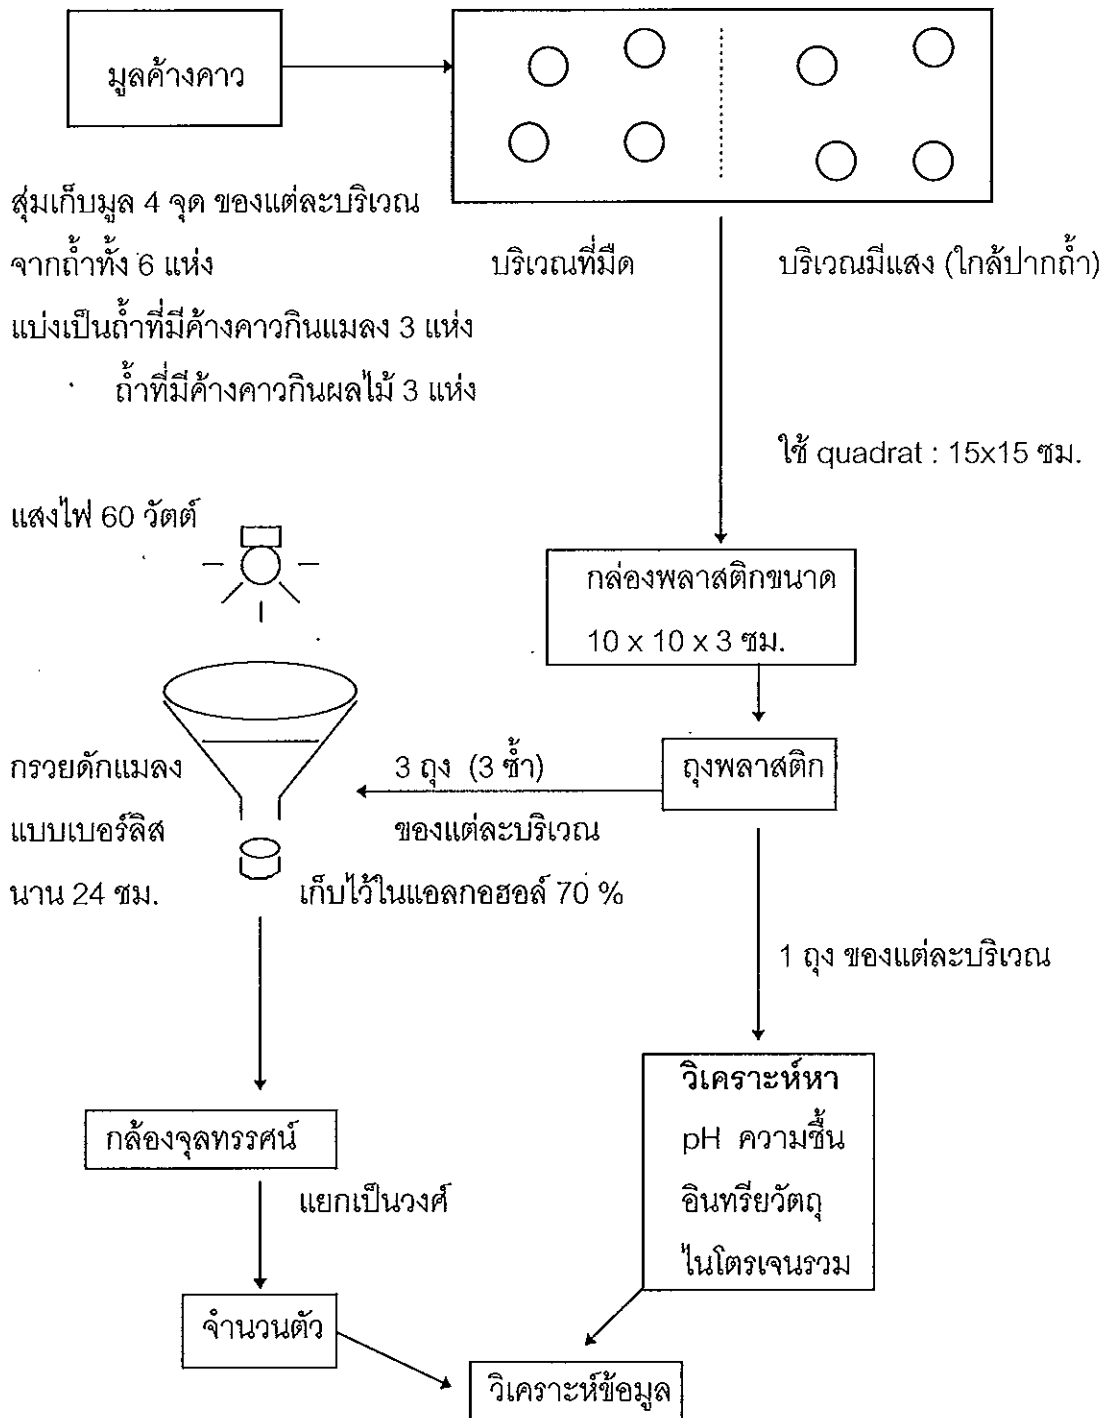 มูลค้างคาว
สุ่มเก็บมูล 4 จุด ของแต่ละบริเวณ
จากถ้ำทั้ง 6 แห่ง
แบ่งเป็นถ้ำที่มีค้างคาวกินแมลง 3 แห่ง
ถ้ำที่มีค้างคาวกินผลไม้ 3 แห่ง
บริเวณที่มืด
บริเวณมีแสง (ใกล้ปากถ้ำ)
ใช้ quadrat : 15x15 ซม.
กล่องพลาสติกขนาด
10 x 10 x 3 ซม.
ถุงพลาสติก
3 ถุง (3 ซ้ำ)
ของแต่ละบริเวณ
แสงไฟ 60 วัตต์
กรวยดักแมลง
แบบเบอร์ลิส
นาน 24 ชม.
เก็บไว้ในแอลกอฮอล์ 70 %
1 ถุง ของแต่ละบริเวณ
วิเคราะห์หา
pH ความชื้น
อินทรียวัตถุ
ไนโตรเจนรวม
กล้องจุลทรรศน์
แยกเป็นวงศ์
จำนวนตัว
วิเคราะห์ข้อมูล